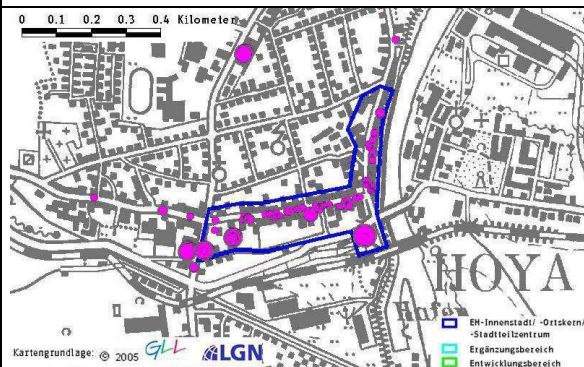 0 0.1 0.2 0.3 0.4 Kilometer
HOYA
EH-Innenstadt/ -Ortskern/
-Stadtteilzentrum
Ergänzungsbereich
Entwicklungsbereich
Kartengrundlage: © 2005 GLL LGN